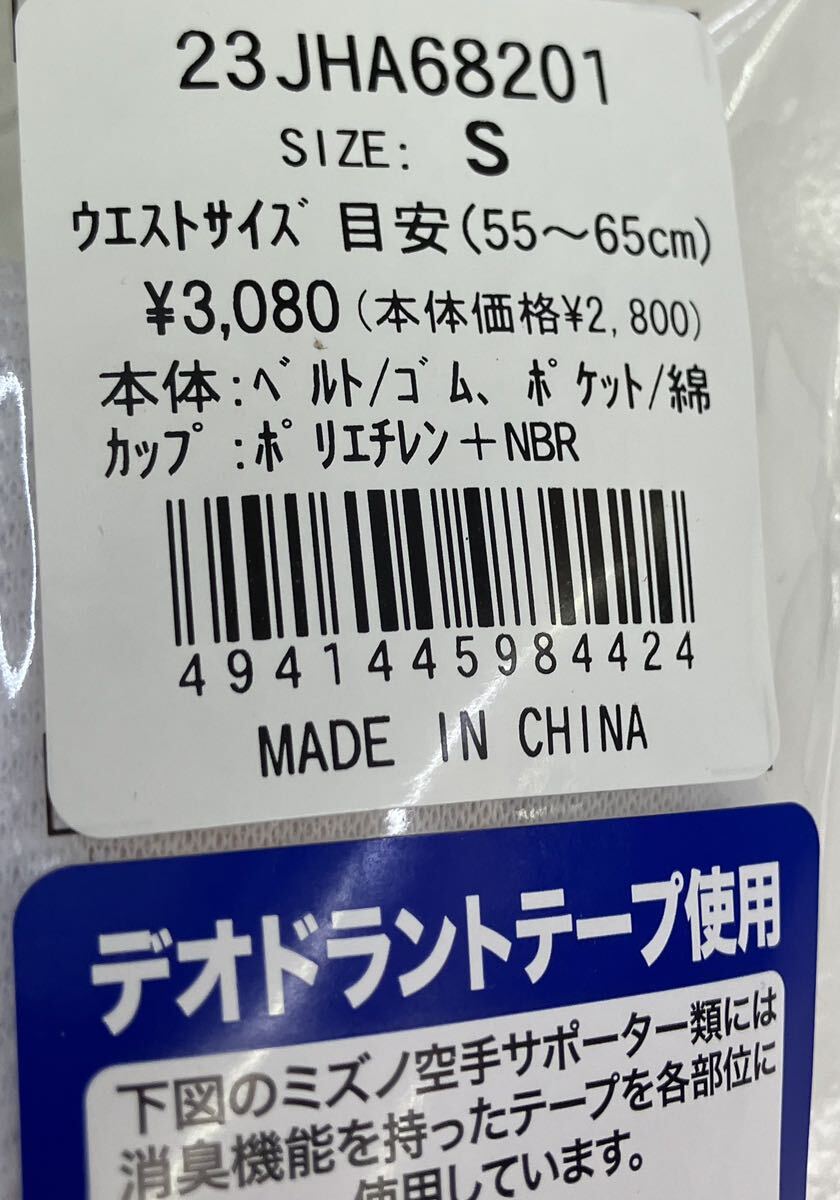 23JHA68201
SIZE: S
ｳｴｽﾄｻｲｽﾞ 目安(55～65cm)
¥3,080(本体価格¥2,800)
本体:ﾍﾞﾙﾄ/ｺﾞﾑ、ﾎﾟｹｯﾄ/綿
ｶｯﾌﾟ:ﾎﾟﾘｴﾁﾚﾝ＋NBR
4941445984424
MADE IN CHINA
デオドラントテープ使用
下図のミズノ空手サポーター類には
消臭機能を持ったテープを各部位に
使用しています。